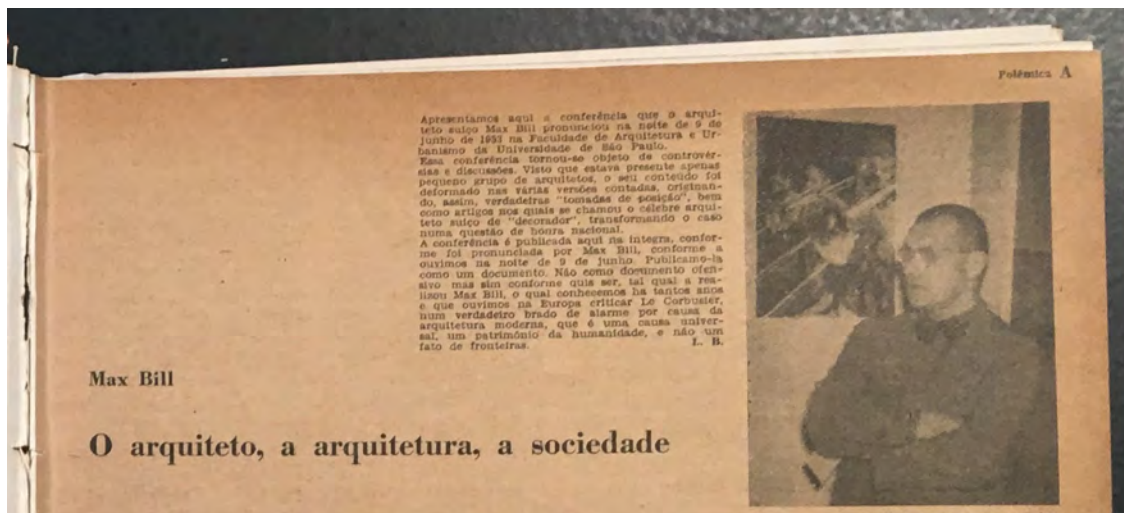 Polêmica A
Apresentamos aqui a conferência que o arqui-
teto suíço Max Bill pronunciou na noite de 9 de
junho de 1953 na Faculdade de Arquitetura e Ur-
banismo da Universidade de São Paulo.
Essa conferência tornou-se objeto de controvér-
sias e discussões. Visto que estava presente apenas
pequeno grupo de arquitetos, o seu conteúdo foi
deformado nas várias versões contadas, originan-
do, assim, verdadeiras "tomadas de posição", bem
como artigos nos quais se chamou o célebre arqui-
teto suíço de "decorador", transformando o caso
numa questão de honra nacional.
A conferência é publicada aqui na íntegra, confor-
me foi pronunciada por Max Bill, conforme a
ouvimos na noite de 9 de junho. Publicamo-la
como um documento. Não como documento ofen-
sivo mas sim conforme quis ser, tal qual a rea-
lizou Max Bill, o qual conhecemos há tantos anos
e que ouvimos na Europa criticar Le Corbusier,
num verdadeiro brado de alarme por causa da
arquitetura moderna, que é uma causa univer-
sal, um patrimônio da humanidade, e não um
fato de fronteiras. L. B.
Max Bill
O arquiteto, a arquitetura, a sociedade